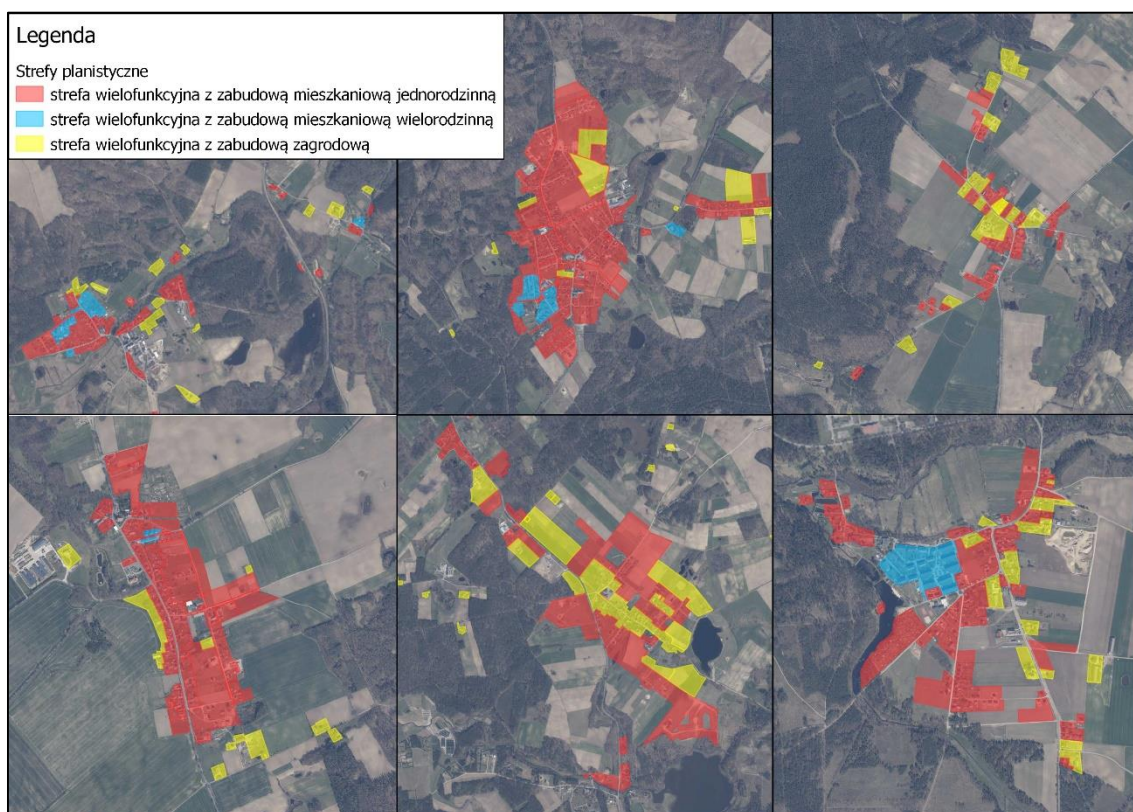 Legenda
Strefy planistyczne
strefa wielofunkcyjna z zabudową mieszkaniową jednorodzinną
strefa wielofunkcyjna z zabudową mieszkaniową wielorodzinną
strefa wielofunkcyjna z zabudową zagrodową